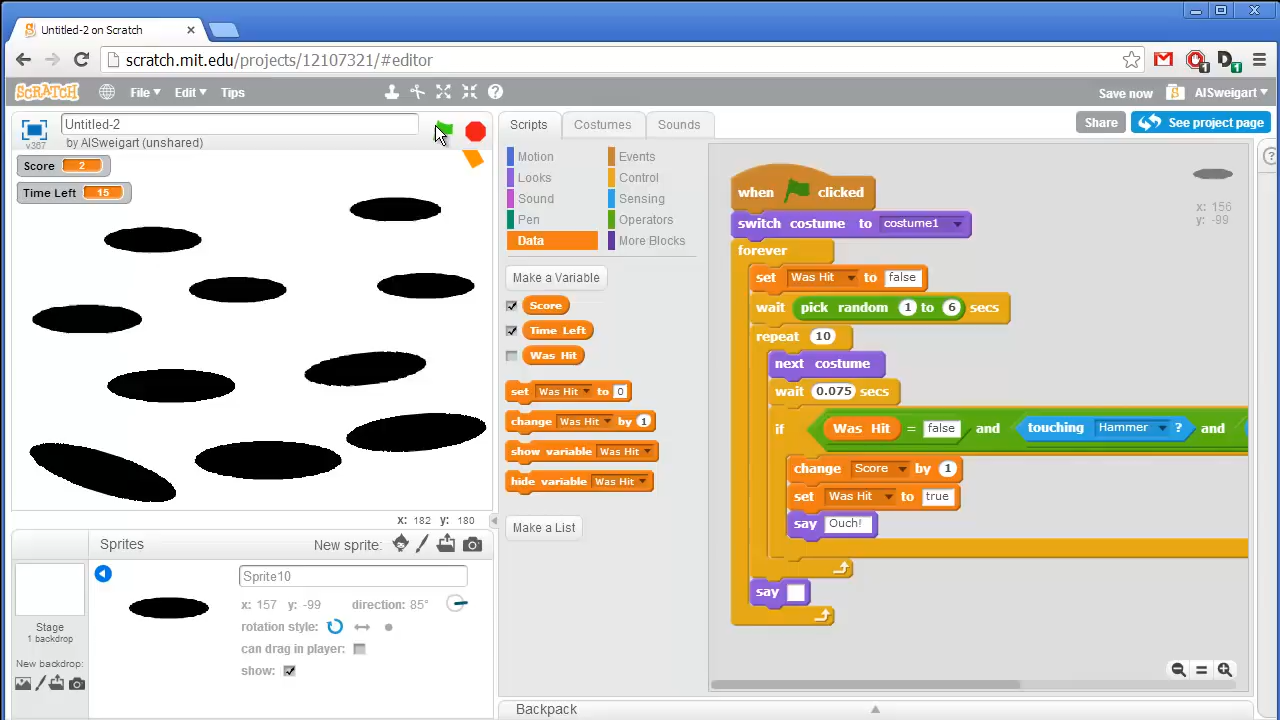 Untitled-2 on Scratch
scratch.mit.edu/projects/12107321/#editor
1
1
SCRATCH
File
Edit
Tips
Save now
AlSweigart
Untitled-2
v387
by AlSweigart (unshared)
Scripts
Costumes
Sounds
Share
See project page
Score 2
Time Left 15
Motion
Looks
Sound
Pen
Data
Events
Control
Sensing
Operators
More Blocks
Make a Variable
Score
Time Left
Was Hit
set Was Hit to 0
change Was Hit by 1
show variable Was Hit
hide variable Was Hit
Make a List
when clicked
switch costume to costume1
forever
set Was Hit to false
wait pick random 1 to 6 secs
repeat 10
next costume
wait 0.075 secs
if Was Hit = false and touching Hammer ? and
change Score by 1
set Was Hit to true
say Ouch!
say
x: 156
y: -99
x: 182 y: 180
Sprites
New sprite:
Stage
1 backdrop
New backdrop:
Sprite10
x: 157 y: -99 direction: 85°
rotation style:
can drag in player:
show:
Backpack